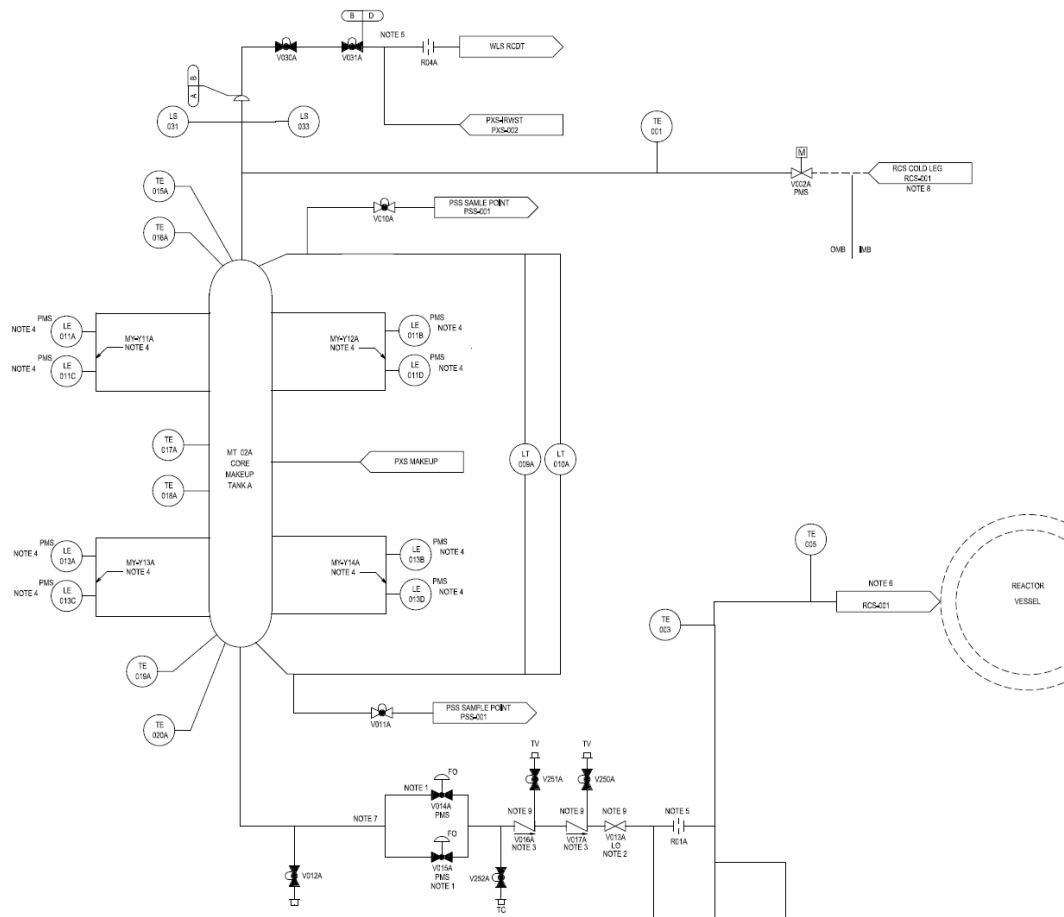 B D
NOTE 5
WLS RCDT
V030A
V031A
R04A
B
A
LS
031
LS
033
PXS-IRWST
PXS-002
TE
001
M
V002A
PMS
RCS COLD LEG
RCS-001
NOTE 8
OMB
IMB
TE
015A
TE
016A
V010A
PSS SAMLE POINT
PSS-001
PMS
NOTE 4
LE
011A
PMS
NOTE 4
LE
011C
MY-Y11A
NOTE 4
MY-Y12A
NOTE 4
LE
011B
PMS
NOTE 4
LE
011D
PMS
NOTE 4
TE
017A
TE
018A
MT 02A
CORE
MAKEUP
TANK A
PXS MAKEUP
LT
009A
LT
010A
PMS
NOTE 4
LE
013A
PMS
NOTE 4
LE
013C
MY-Y13A
NOTE 4
MY-Y14A
NOTE 4
LE
013B
PMS
NOTE 4
LE
013D
PMS
NOTE 4
TE
005
TE
003
NOTE 6
RCS-001
REACTOR
VESSEL
TE
019A
TE
020A
V011A
PSS SAMPLE POINT
PSS-001
V012A
NOTE 7
NOTE 1
FO
V014A
PMS
FO
V015A
PMS
NOTE 1
V252A
TC
TV
V251A
TV
V250A
NOTE 9
V016A
NOTE 3
NOTE 9
V017A
NOTE 3
NOTE 9
V013A
LO
NOTE 2
NOTE 5
R01A